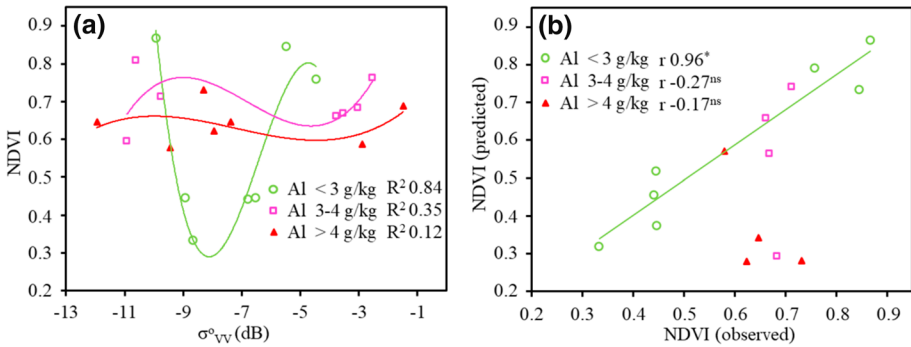 (a)
0.9
0.8
0.7
0.6
0.5
0.4
0.3
0.2
NDVI
-13 -11 -9 -7 -5 -3 -1
σ°VV (dB)
Al < 3 g/kg R² 0.84
Al 3-4 g/kg R² 0.35
Al > 4 g/kg R² 0.12
(b)
0.9
0.8
0.7
0.6
0.5
0.4
0.3
0.2
NDVI (predicted)
0.2 0.3 0.4 0.5 0.6 0.7 0.8 0.9
NDVI (observed)
Al < 3 g/kg r 0.96*
Al 3-4 g/kg r -0.27ns
Al > 4 g/kg r -0.17ns